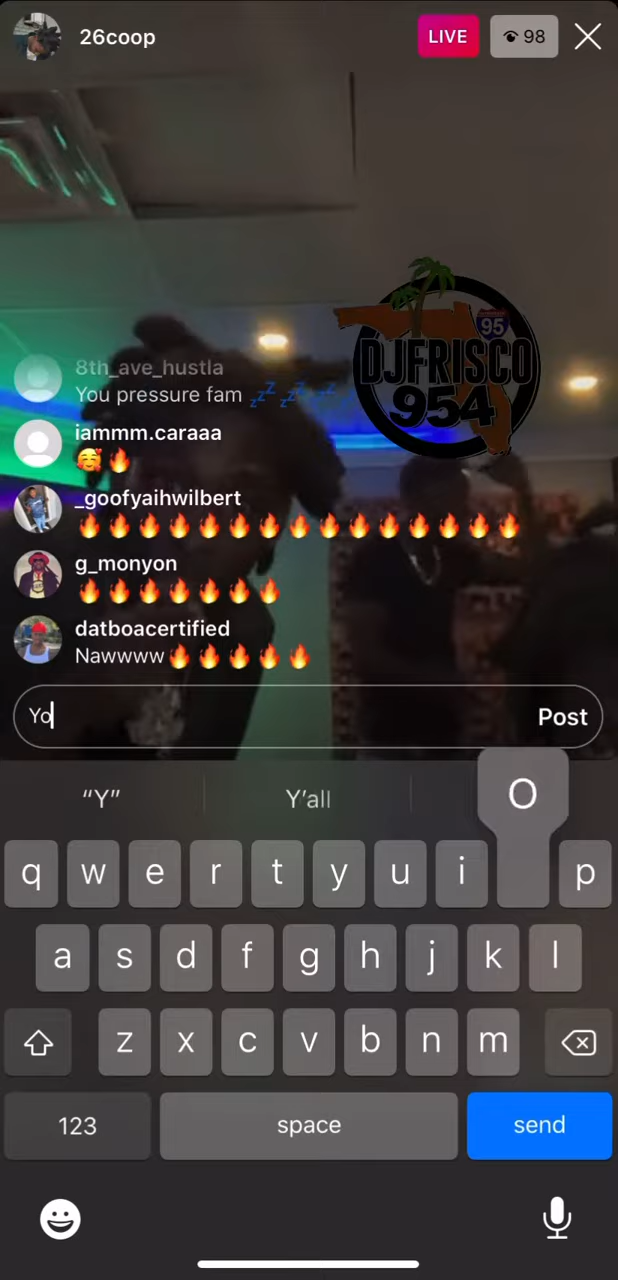 26coop
LIVE
98
95
DJFRISCO
954
8th_ave_hustla
You pressure fam 💤 💤 💤
iammm.caraaa
🥰 🔥
_goofyaihwilbert
🔥 🔥 🔥 🔥 🔥 🔥 🔥 🔥 🔥 🔥 🔥 🔥 🔥 🔥 🔥
g_monyon
🔥 🔥 🔥 🔥 🔥 🔥 🔥
datboacertified
Nawwww 🔥 🔥 🔥 🔥 🔥
Yo
Post
“Y”
Y’all
O
q w e r t y u i p
a s d f g h j k l
z x c v b n m
123
space
send